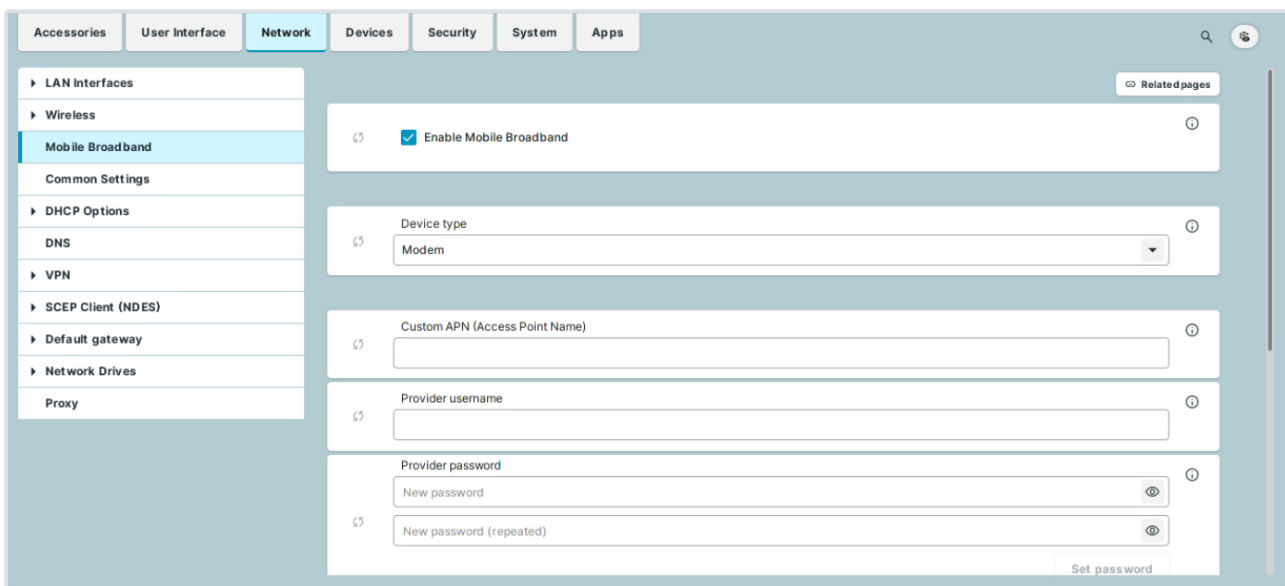 Accessories User Interface Network Devices Security System Apps
LAN Interfaces
Wireless
Mobile Broadband
Common Settings
DHCP Options
DNS
VPN
SCEP Client (NDES)
Default gateway
Network Drives
Proxy
Related pages
Enable Mobile Broadband
Device type
Modem
Custom APN (Access Point Name)
Provider username
Provider password
New password
New password (repeated)
Set password